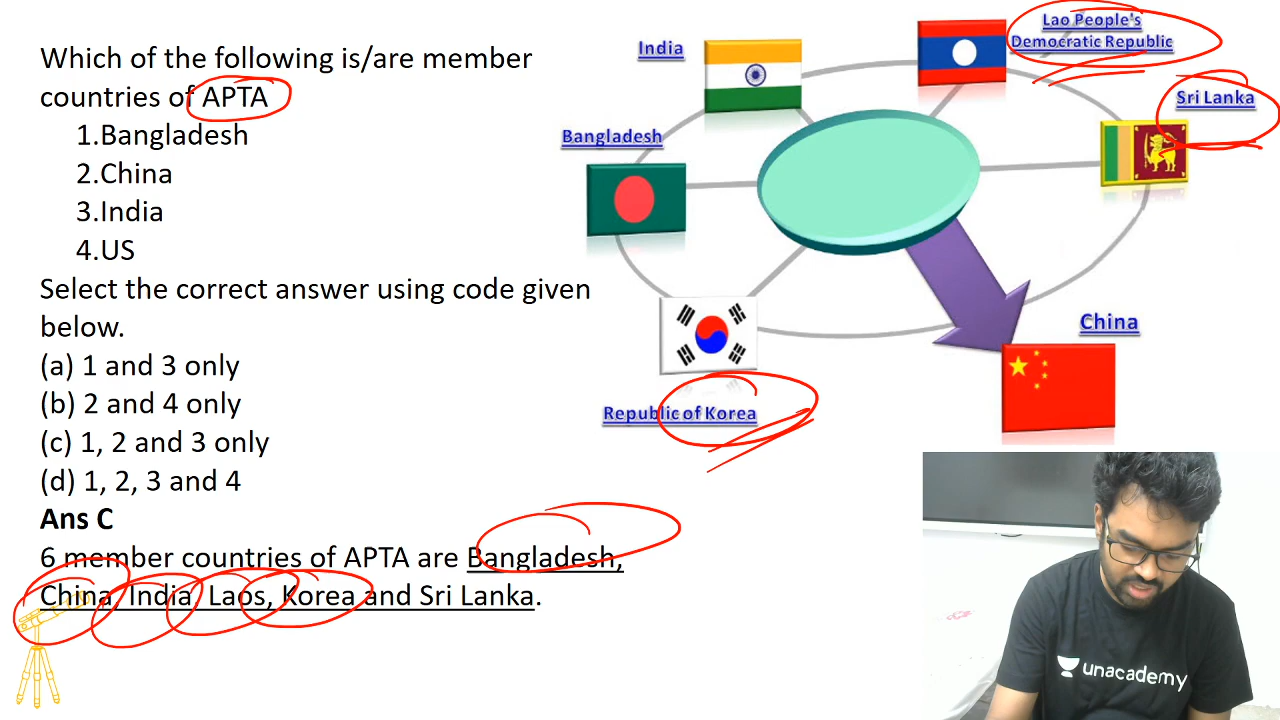 Which of the following is/are member
countries of APTA
1.Bangladesh
2.China
3.India
4.US
Select the correct answer using code given
below.
(a) 1 and 3 only
(b) 2 and 4 only
(c) 1, 2 and 3 only
(d) 1, 2, 3 and 4
Ans C
6 member countries of APTA are Bangladesh,
China, India, Laos, Korea and Sri Lanka.
India
Lao People's
Democratic Republic
Sri Lanka
Bangladesh
Republic of Korea
China
unacademy